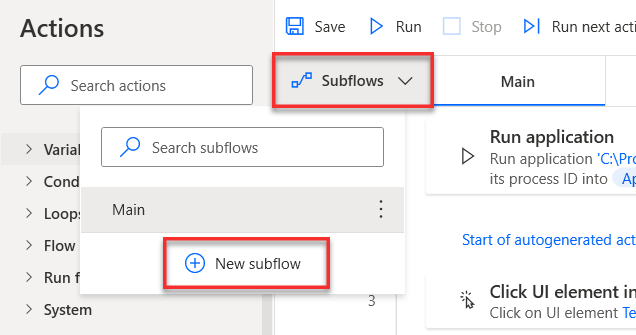 Actions
Save
Run
Stop
Run next acti
Search actions
Subflows
Main
Search subflows
Main
New subflow
Variab
Cond
Loops
Flow
Run f
System
Run application
Run application 'C:\Pro
its process ID into Ap
Start of autogenerated act
3
Click UI element in
Click on UI element Te